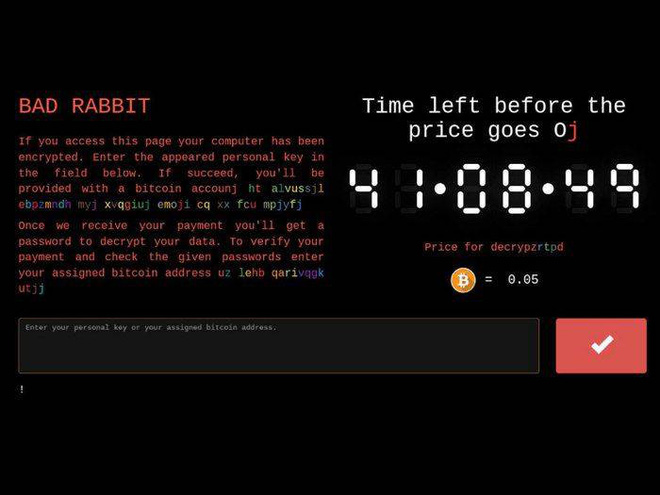 BAD RABBIT
If you access this page your computer has been
encrypted. Enter the appeared personal key in
the field below. If succeed, you'll be
provided with a bitcoin accounj ht alvussjl
ebpzmndh myj xvqgiuj emoji cq xx fcu mpjyfj
Once we receive your payment you'll get a
password to decrypt your data. To verify your
payment and check the given passwords enter
your assigned bitcoin address uz lehb qarivqgk
utjj
Time left before the
price goes Oj
41•08•49
Price for decrypzrtpd
= 0.05
Enter your personal key or your assigned bitcoin address.
!